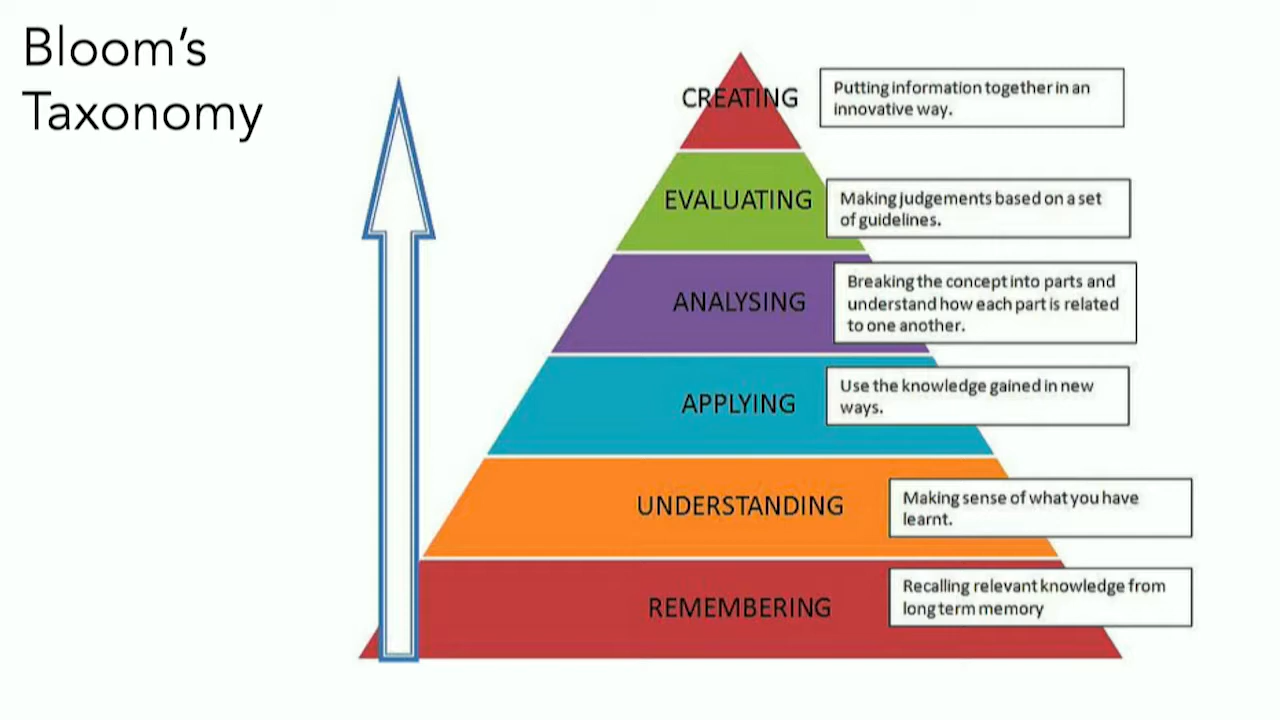 Bloom’s
Taxonomy
CREATING
Putting information together in an
innovative way.
EVALUATING
Making judgements based on a set
of guidelines.
ANALYSING
Breaking the concept into parts and
understand how each part is related
to one another.
APPLYING
Use the knowledge gained in new
ways.
UNDERSTANDING
Making sense of what you have
learnt.
REMEMBERING
Recalling relevant knowledge from
long term memory